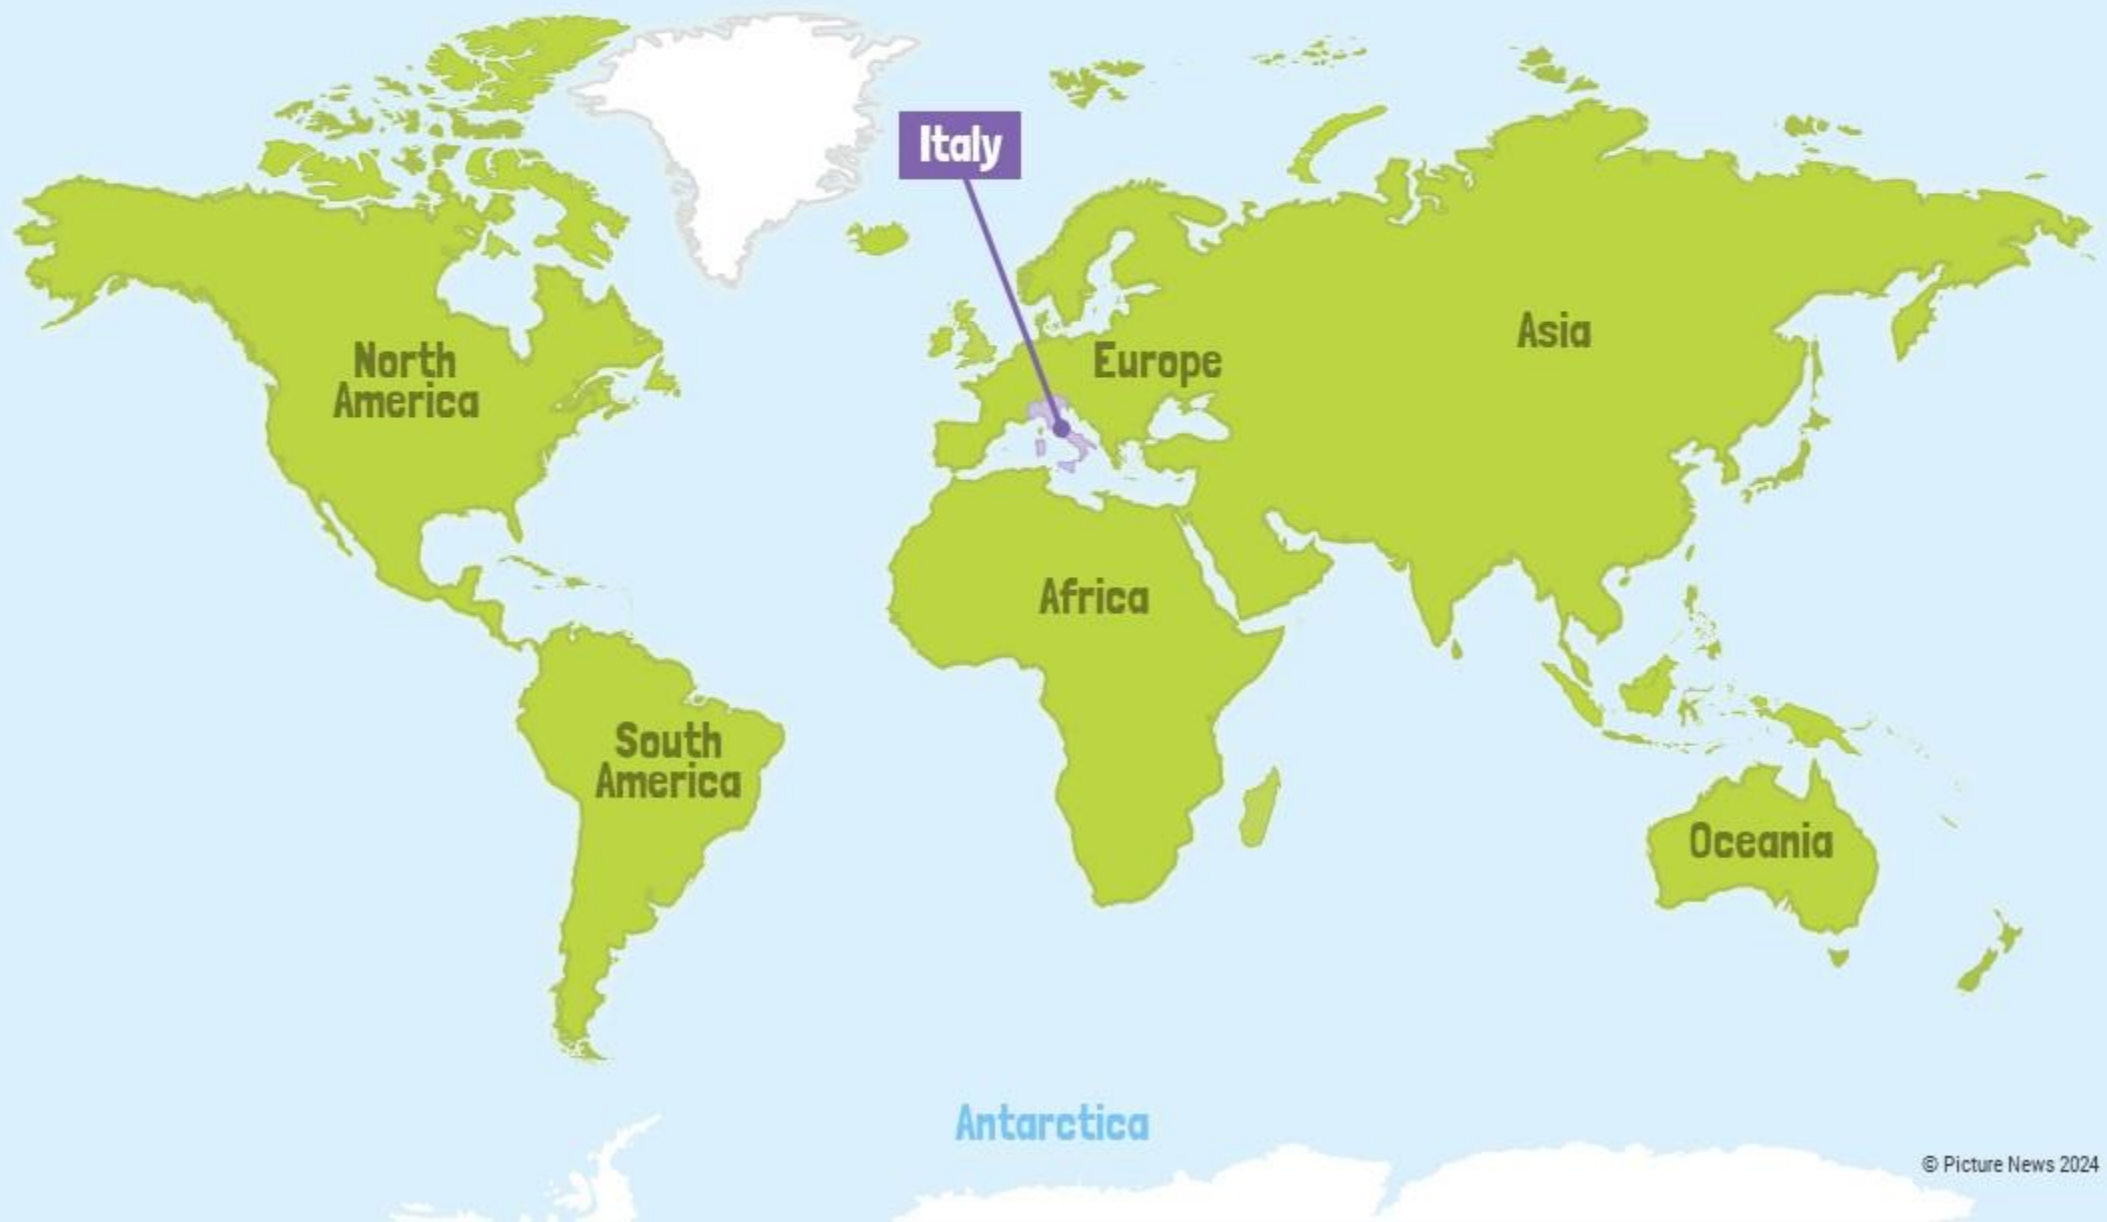 Italy
North
America
Europe
Asia
Africa
South
America
Oceania
Antarctica
© Picture News 2024